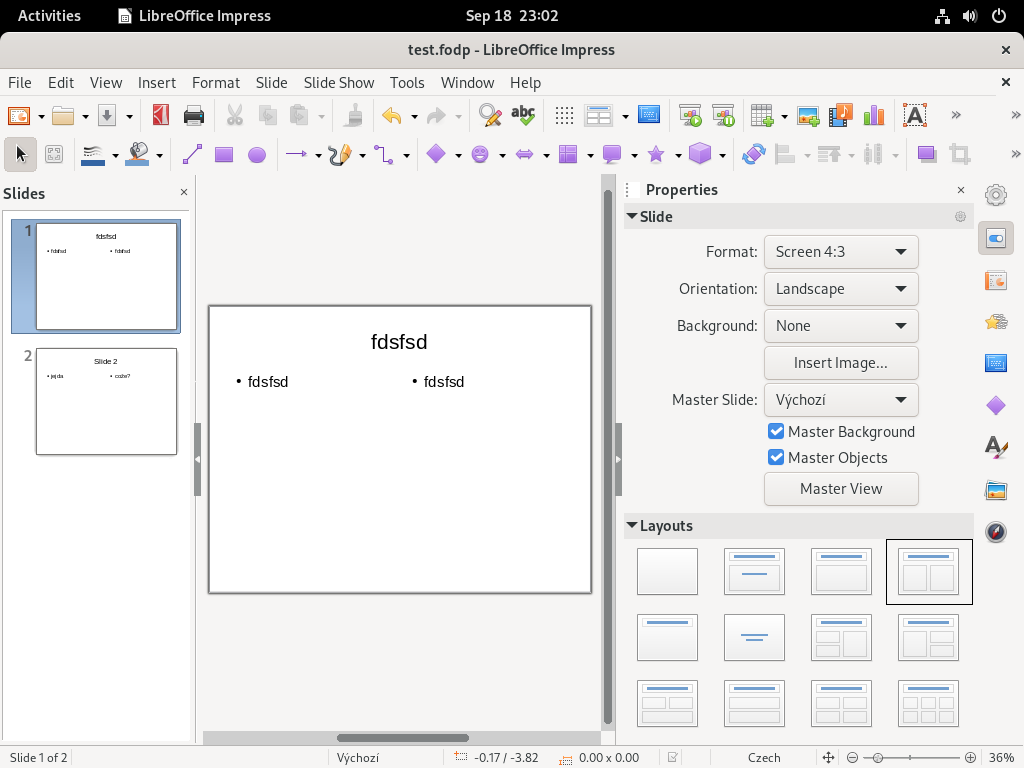 Activities
LibreOffice Impress
Sep 18 23:02
test.fodp - LibreOffice Impress
File Edit View Insert Format Slide Slide Show Tools Window Help
abc
A
Slides
1
fdsfsd
• fdsfsd • fdsfsd
2
Slide 2
• jejda • cože?
fdsfsd
• fdsfsd • fdsfsd
Properties
Slide
Format: Screen 4:3
Orientation: Landscape
Background: None
Insert Image...
Master Slide: Výchozí
Master Background
Master Objects
Master View
Layouts
Slide 1 of 2
Výchozí
-0.17 / -3.82
0.00 x 0.00
Czech
36%